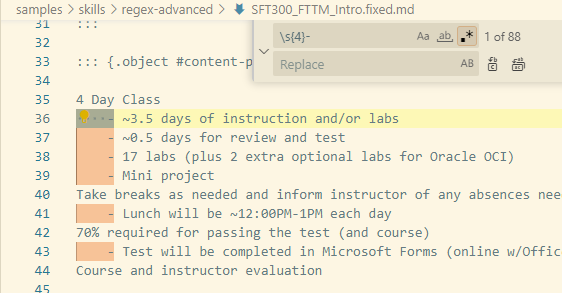 samples > skills > regex-advanced > SFT300_FTTM_Intro.fixed.md
31 :::
32
33 ::: {.object #content-p
34
35 4 Day Class
36 - ~3.5 days of instruction and/or labs
37 - ~0.5 days for review and test
38 - 17 labs (plus 2 extra optional labs for Oracle OCI)
39 - Mini project
40 Take breaks as needed and inform instructor of any absences nee
41 - Lunch will be ~12:00PM-1PM each day
42 70% required for passing the test (and course)
43 - Test will be completed in Microsoft Forms (online w/Offic
44 Course and instructor evaluation
45
\s{4}- Aa ab .* 1 of 88
Replace AB